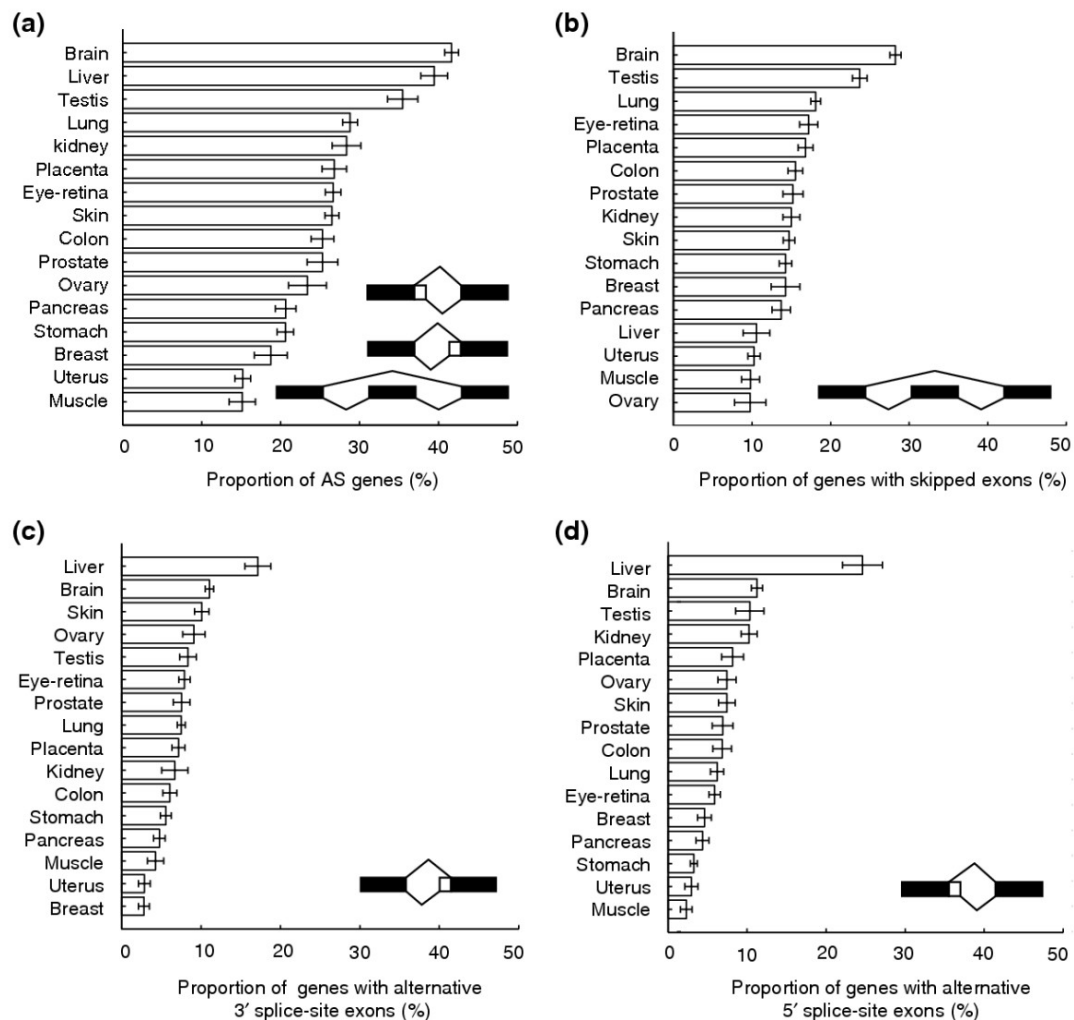 (a)
Brain
Liver
Testis
Lung
kidney
Placenta
Eye-retina
Skin
Colon
Prostate
Ovary
Pancreas
Stomach
Breast
Uterus
Muscle
0 10 20 30 40 50
Proportion of AS genes (%)
(b)
Brain
Testis
Lung
Eye-retina
Placenta
Colon
Prostate
Kidney
Skin
Stomach
Breast
Pancreas
Liver
Uterus
Muscle
Ovary
0 10 20 30 40 50
Proportion of genes with skipped exons (%)
(c)
Liver
Brain
Skin
Ovary
Testis
Eye-retina
Prostate
Lung
Placenta
Kidney
Colon
Stomach
Pancreas
Muscle
Uterus
Breast
0 10 20 30 40 50
Proportion of genes with alternative
3′ splice-site exons (%)
(d)
Liver
Brain
Testis
Kidney
Placenta
Ovary
Skin
Prostate
Colon
Lung
Eye-retina
Breast
Pancreas
Stomach
Uterus
Muscle
0 10 20 30 40 50
Proportion of genes with alternative
5′ splice-site exons (%)